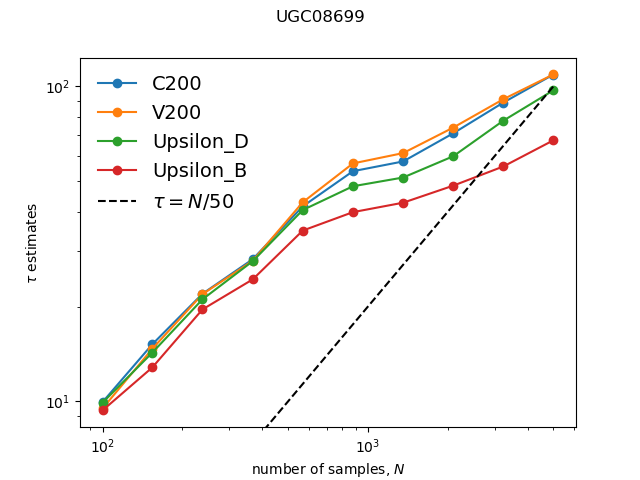 UGC08699
C200
V200
Upsilon_D
Upsilon_B
τ = N/50
10²
10¹
τ estimates
10²
10³
number of samples, N